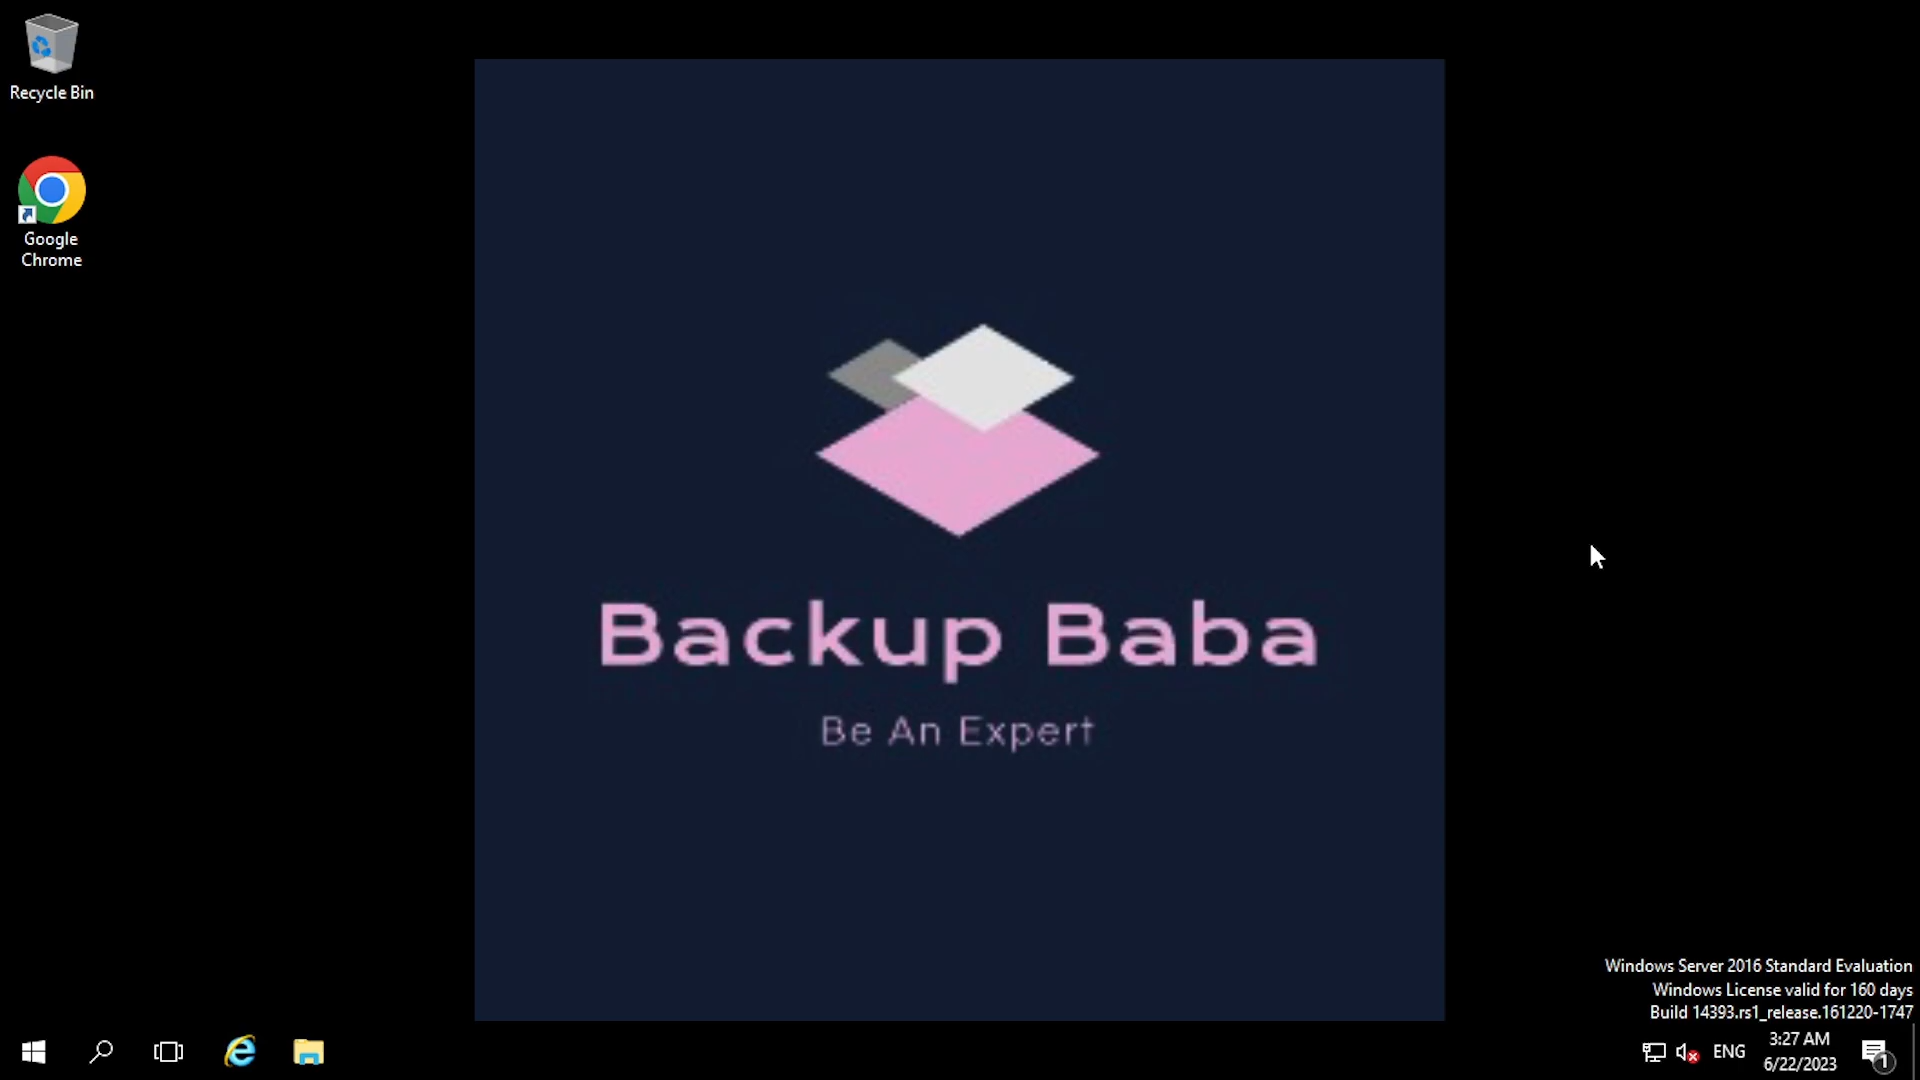 Recycle Bin
Google
Chrome
Backup Baba
Be An Expert
Windows Server 2016 Standard Evaluation
Windows License valid for 160 days
Build 14393.rs1_release.161220-1747
ENG
3:27 AM
6/22/2023
1